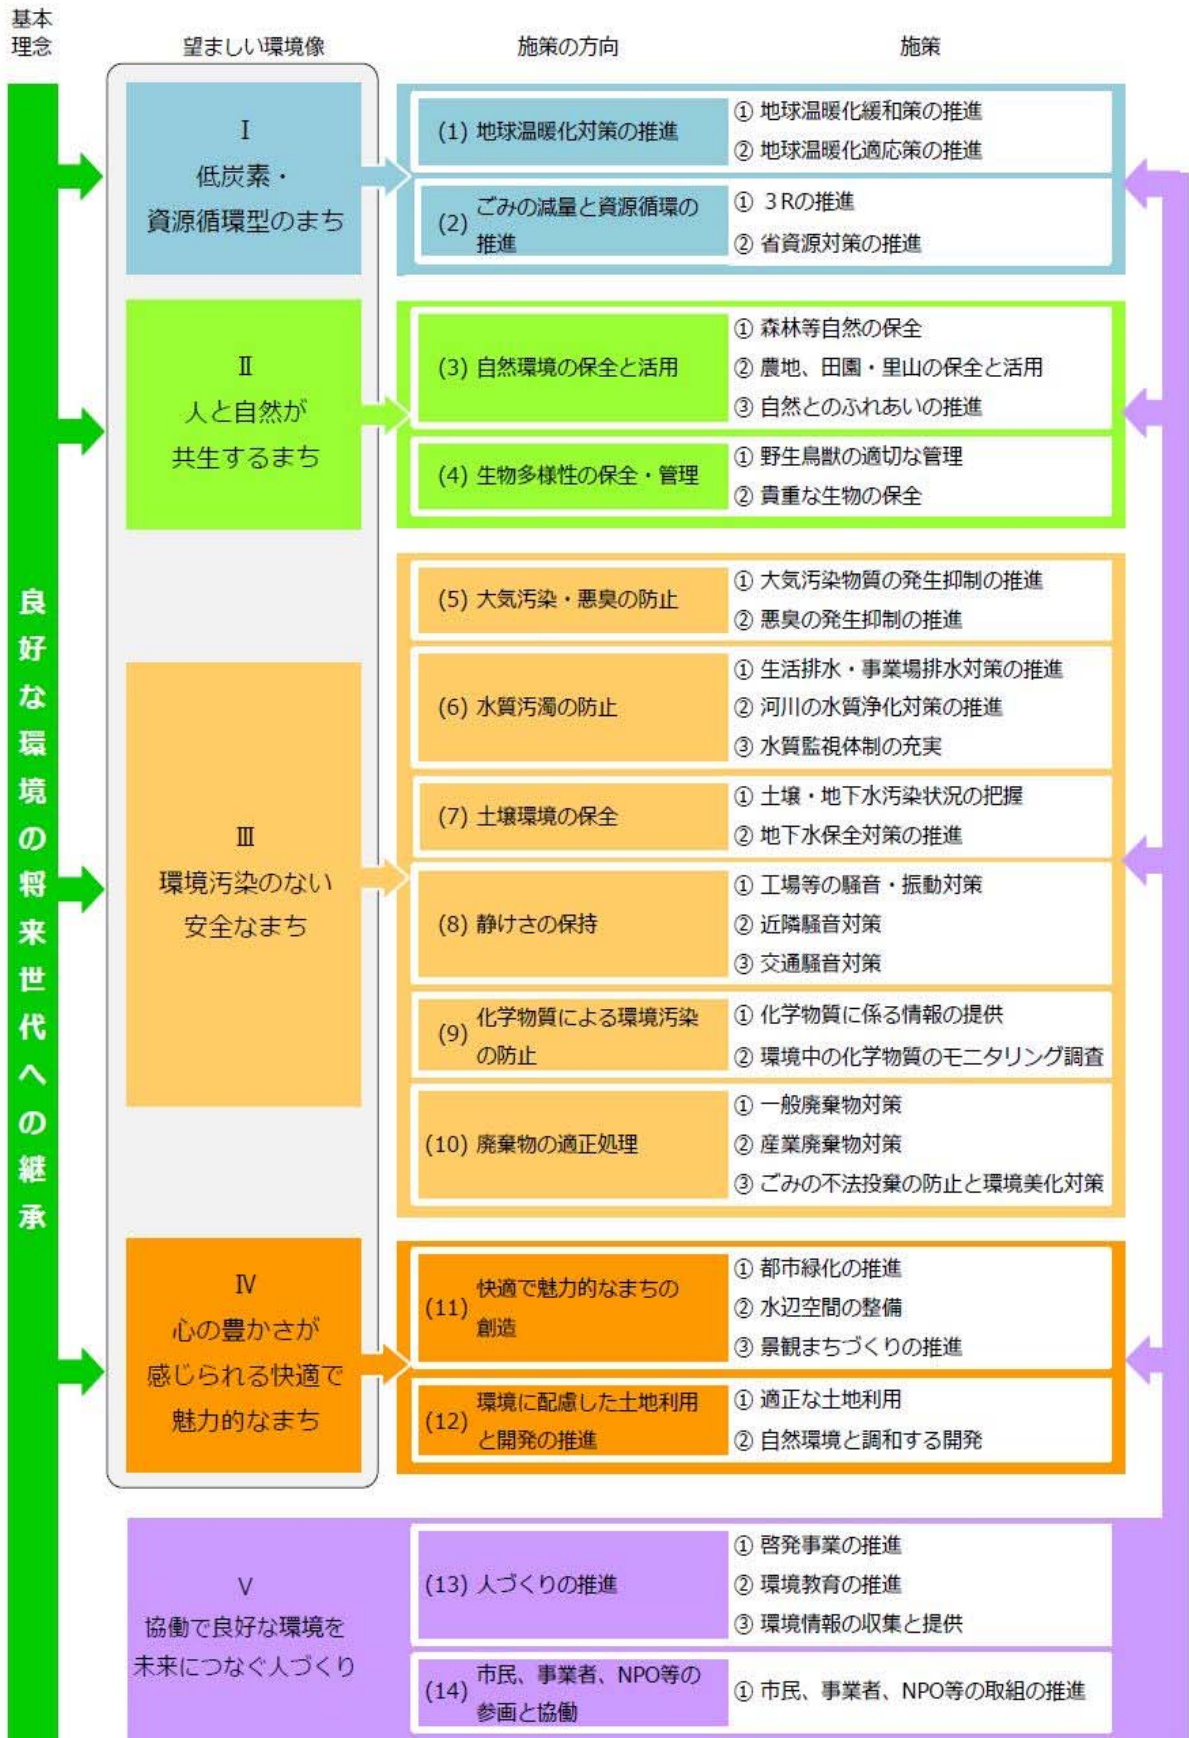 基本
理念
望ましい環境像
施策の方向
施策
良好な環境の将来世代への継承
Ⅰ
低炭素・
資源循環型のまち
(1) 地球温暖化対策の推進
① 地球温暖化緩和策の推進
② 地球温暖化適応策の推進
(2) ごみの減量と資源循環の
推進
① 3Rの推進
② 省資源対策の推進
Ⅱ
人と自然が
共生するまち
(3) 自然環境の保全と活用
① 森林等自然の保全
② 農地、田園・里山の保全と活用
③ 自然とのふれあいの推進
(4) 生物多様性の保全・管理
① 野生鳥獣の適切な管理
② 貴重な生物の保全
Ⅲ
環境汚染のない
安全なまち
(5) 大気汚染・悪臭の防止
① 大気汚染物質の発生抑制の推進
② 悪臭の発生抑制の推進
(6) 水質汚濁の防止
① 生活排水・事業場排水対策の推進
② 河川の水質浄化対策の推進
③ 水質監視体制の充実
(7) 土壌環境の保全
① 土壌・地下水汚染状況の把握
② 地下水保全対策の推進
(8) 静けさの保持
① 工場等の騒音・振動対策
② 近隣騒音対策
③ 交通騒音対策
(9) 化学物質による環境汚染
の防止
① 化学物質に係る情報の提供
② 環境中の化学物質のモニタリング調査
(10) 廃棄物の適正処理
① 一般廃棄物対策
② 産業廃棄物対策
③ ごみの不法投棄の防止と環境美化対策
Ⅳ
心の豊かさが
感じられる快適で
魅力的なまち
(11) 快適で魅力的なまちの
創造
① 都市緑化の推進
② 水辺空間の整備
③ 景観まちづくりの推進
(12) 環境に配慮した土地利用
と開発の推進
① 適正な土地利用
② 自然環境と調和する開発
Ⅴ
協働で良好な環境を
未来につなぐ人づくり
(13) 人づくりの推進
① 啓発事業の推進
② 環境教育の推進
③ 環境情報の収集と提供
(14) 市民、事業者、NPO等の
参画と協働
① 市民、事業者、NPO等の取組の推進